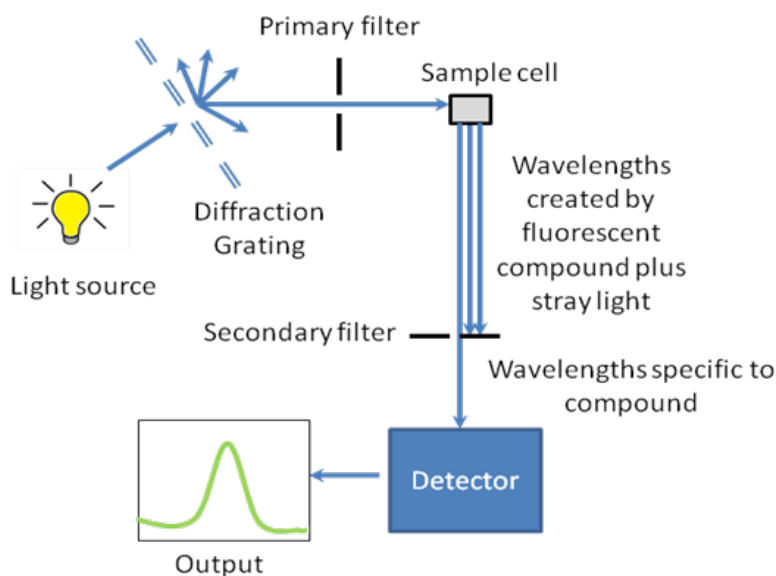 Primary filter
Sample cell
Diffraction
Grating
Light source
Wavelengths
created by
fluorescent
compound plus
stray light
Secondary filter
Wavelengths specific to
compound
Detector
Output